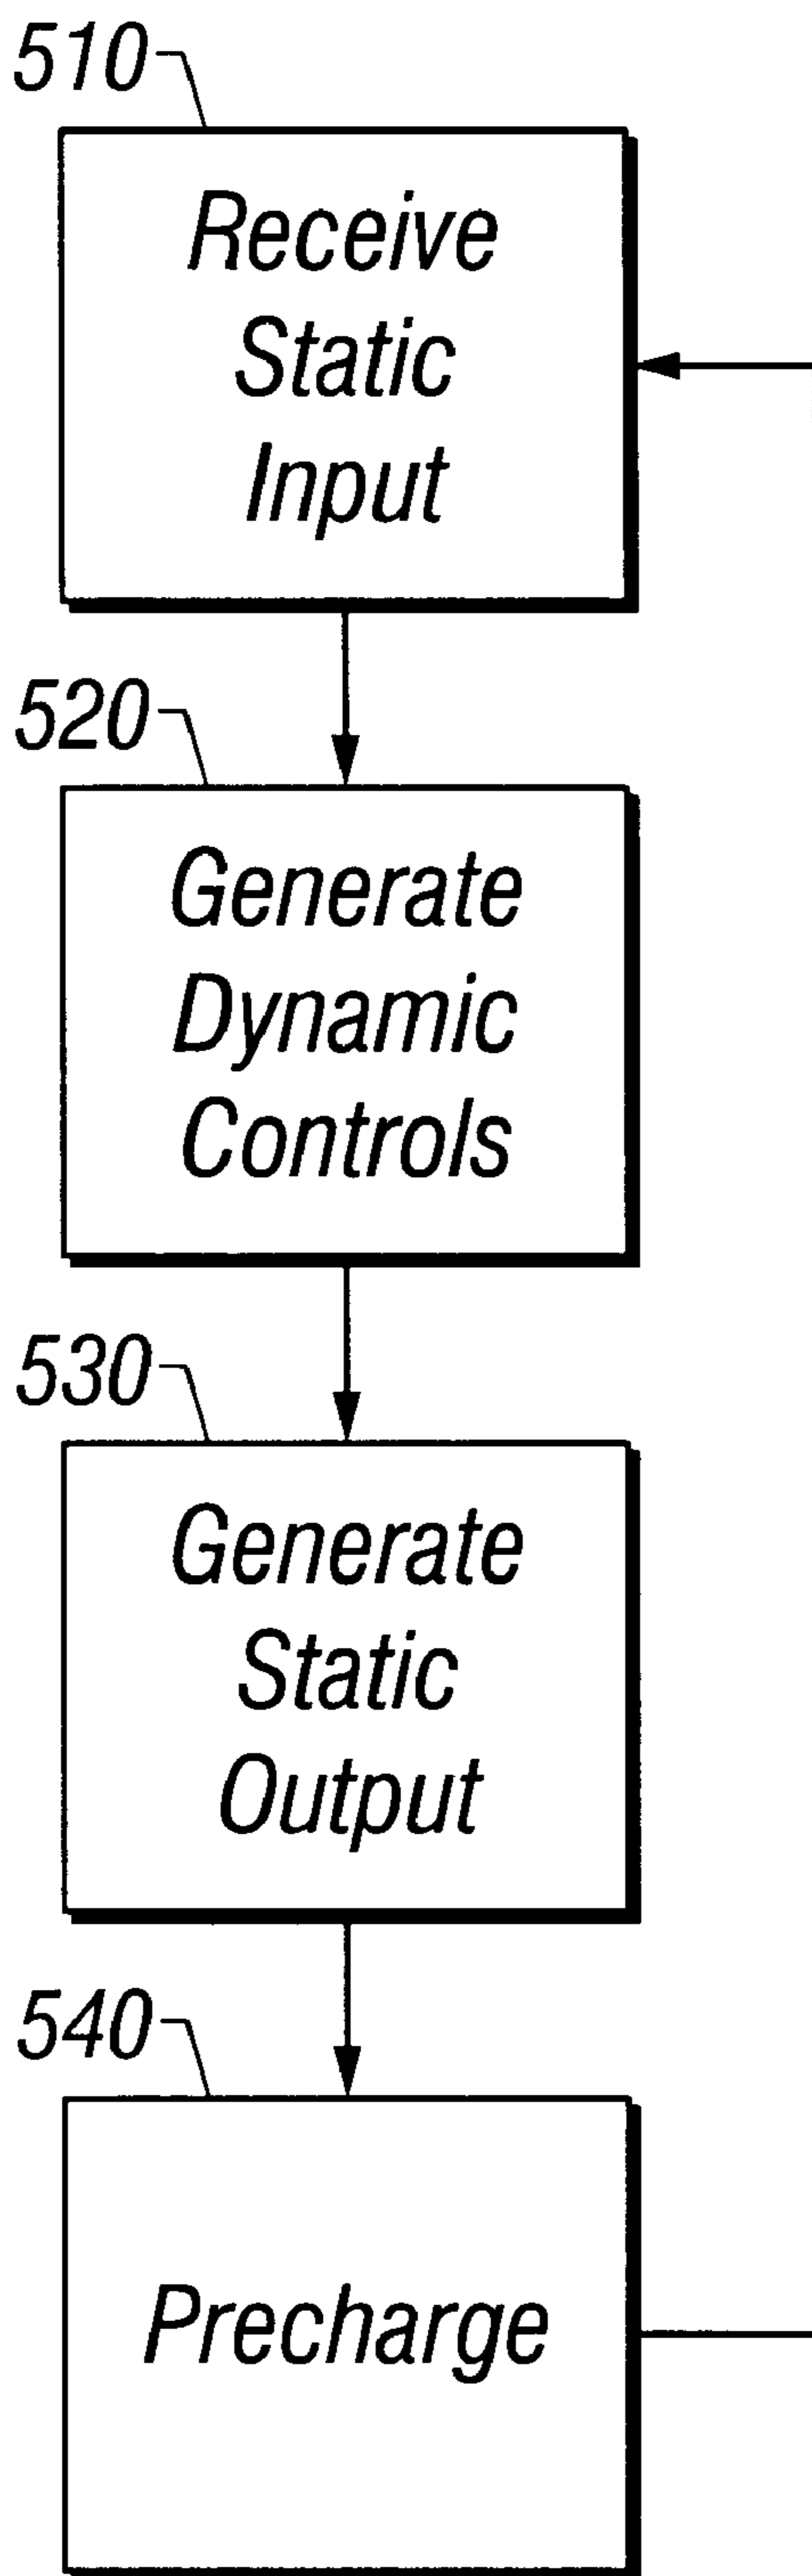 510
Receive
Static
Input
520
Generate
Dynamic
Controls
530
Generate
Static
Output
540
Precharge